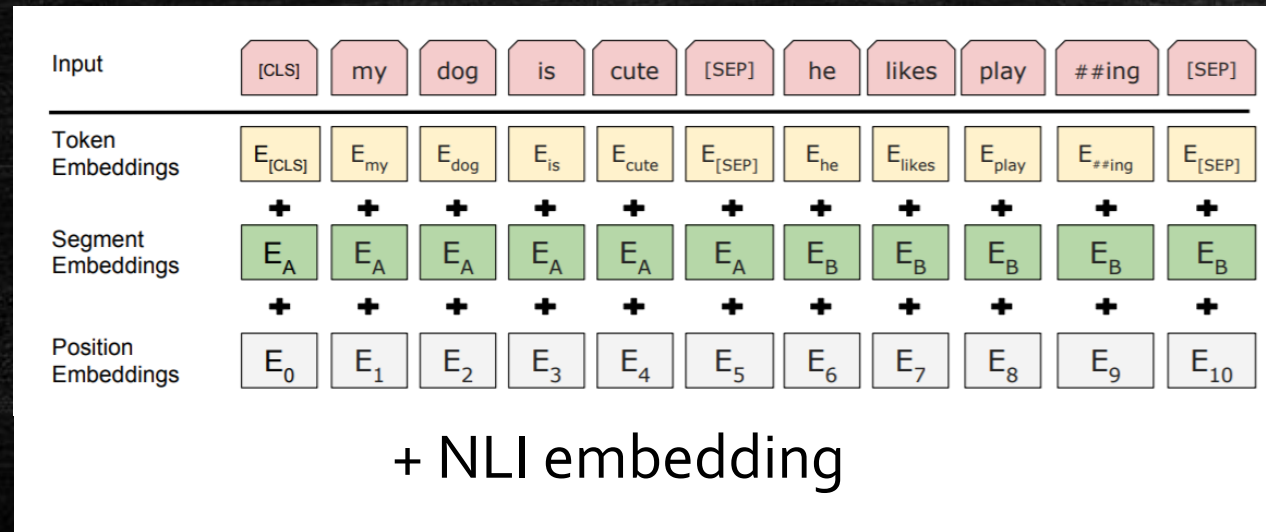 Input [CLS] my dog is cute [SEP] he likes play ##ing [SEP]
Token
Embeddings E[CLS] Emy Edog Eis Ecute E[SEP] Ehe Elikes Eplay E##ing E[SEP]
+ + + + + + + + + + +
Segment
Embeddings EA EA EA EA EA EA EB EB EB EB EB
+ + + + + + + + + + +
Position
Embeddings E0 E1 E2 E3 E4 E5 E6 E7 E8 E9 E10
+ NLI embedding